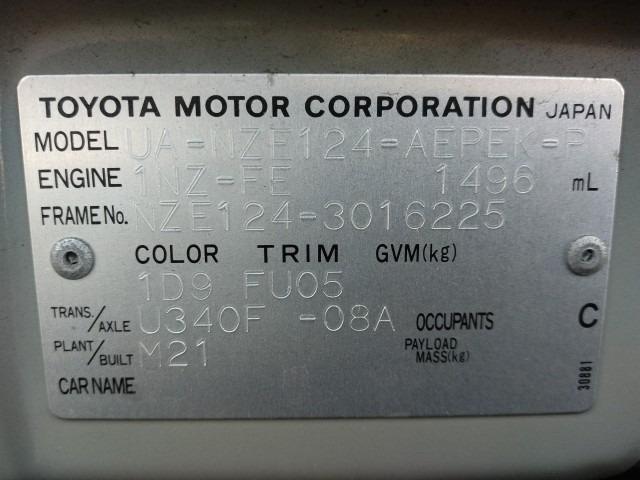 TOYOTA MOTOR CORPORATION JAPAN
MODEL UA-NZE124-AEPEK-P
ENGINE 1NZ-FE 1496 mL
FRAME No. NZE124-3016225
COLOR TRIM GVM(kg)
1D9 FU05
TRANS./AXLE U340F -08A OCCUPANTS C
PLANT/BUILT M21 PAYLOAD MASS(kg)
CAR NAME
30881